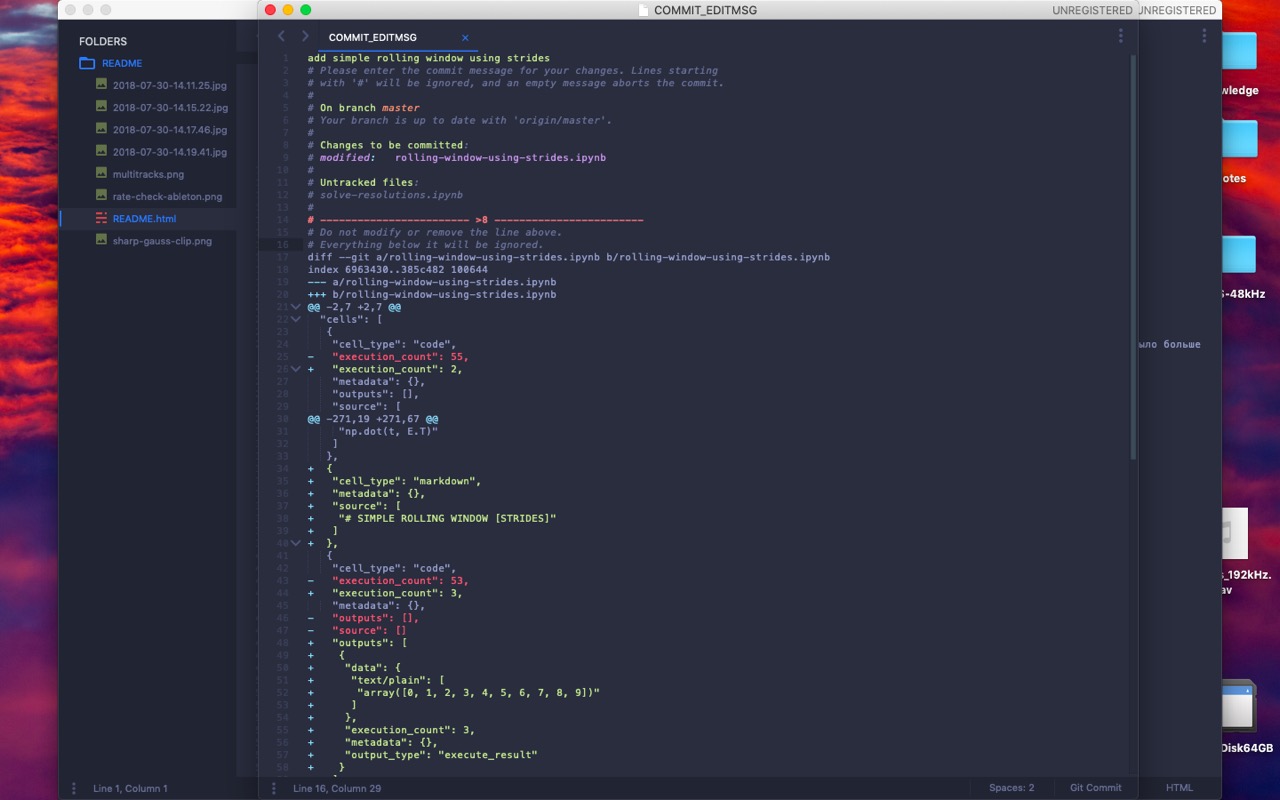 COMMIT_EDITMSG
UNREGISTERED
UNREGISTERED
FOLDERS
README
2018-07-30-14.11.25.jpg
2018-07-30-14.15.22.jpg
2018-07-30-14.17.46.jpg
2018-07-30-14.19.41.jpg
multitracks.png
rate-check-ableton.png
README.html
sharp-gauss-clip.png
COMMIT_EDITMSG ×
1 add simple rolling window using strides
2 # Please enter the commit message for your changes. Lines starting
3 # with '#' will be ignored, and an empty message aborts the commit.
4 #
5 # On branch master
6 # Your branch is up to date with 'origin/master'.
7 #
8 # Changes to be committed:
9 # modified:   rolling-window-using-strides.ipynb
10 #
11 # Untracked files:
12 # solve-resolutions.ipynb
13 #
14 # ------------------------ >8 ------------------------
15 # Do not modify or remove the line above.
16 # Everything below it will be ignored.
17 diff --git a/rolling-window-using-strides.ipynb b/rolling-window-using-strides.ipynb
18 index 6963430..385c482 100644
19 --- a/rolling-window-using-strides.ipynb
20 +++ b/rolling-window-using-strides.ipynb
21 @@ -2,7 +2,7 @@
22   "cells": [
23    {
24     "cell_type": "code",
25 -   "execution_count": 55,
26 +   "execution_count": 2,
27     "metadata": {},
28     "outputs": [],
29     "source": [
30 @@ -271,19 +271,67 @@
31      "np.dot(t, E.T)"
32     ]
33    },
34 +  {
35 +   "cell_type": "markdown",
36 +   "metadata": {},
37 +   "source": [
38 +    "# SIMPLE ROLLING WINDOW [STRIDES]"
39 +   ]
40 +  },
41    {
42     "cell_type": "code",
43 -   "execution_count": 53,
44 +   "execution_count": 3,
45     "metadata": {},
46 -   "outputs": [],
47 -   "source": []
48 +   "outputs": [
49 +    {
50 +     "data": {
51 +      "text/plain": [
52 +       "array([0, 1, 2, 3, 4, 5, 6, 7, 8, 9])"
53 +      ]
54 +     },
55 +     "execution_count": 3,
56 +     "metadata": {},
57 +     "output_type": "execute_result"
58 +    }
Line 1, Column 1
Line 16, Column 29
Spaces: 2
Git Commit
HTML
ыло больше
wledge
otes
-48kHz
_192kHz.
av
Disk64GB